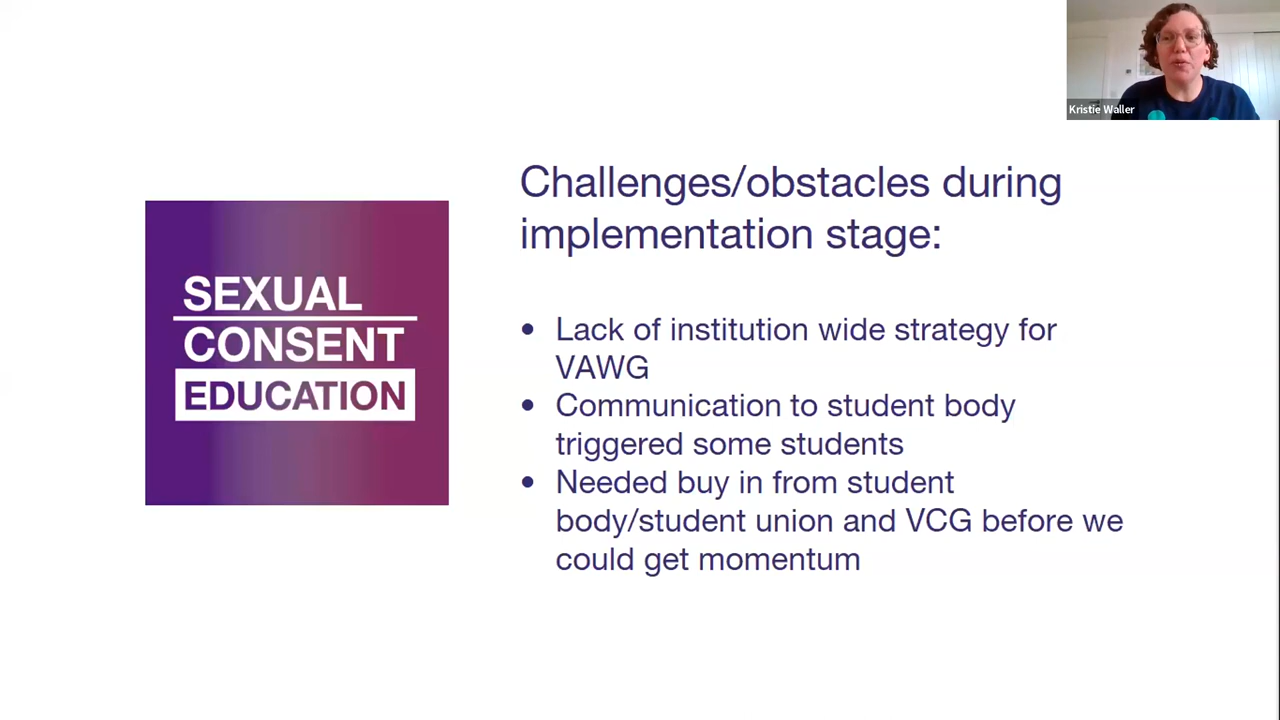 Kristie Waller
SEXUAL
CONSENT
EDUCATION
Challenges/obstacles during
implementation stage:
• Lack of institution wide strategy for
VAWG
• Communication to student body
triggered some students
• Needed buy in from student
body/student union and VCG before we
could get momentum